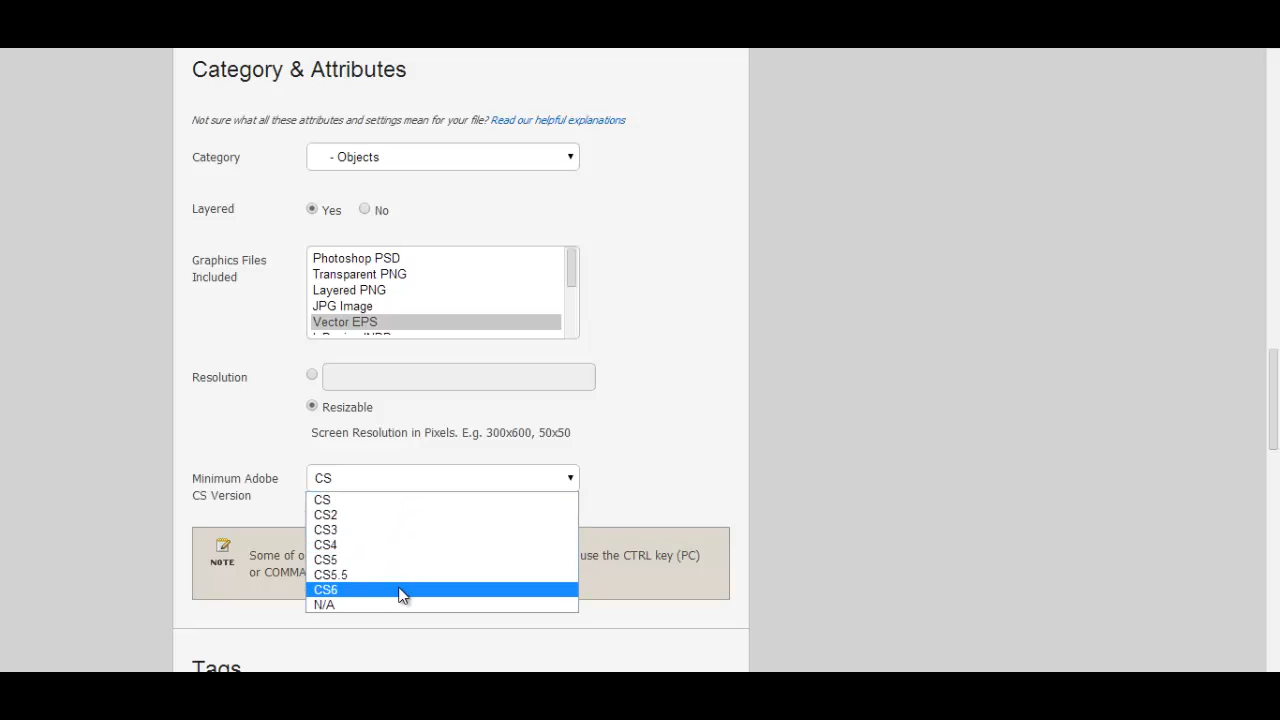 Category & Attributes
Not sure what all these attributes and settings mean for your file? Read our helpful explanations
Category
- Objects
Layered
Yes
No
Graphics Files
Included
Photoshop PSD
Transparent PNG
Layered PNG
JPG Image
Vector EPS
Resolution
Resizable
Screen Resolution in Pixels. E.g. 300x600, 50x50
Minimum Adobe
CS Version
CS
CS
CS2
CS3
CS4
CS5
CS5.5
CS6
N/A
NOTE
Some of o
use the CTRL key (PC)
or COMMA
Tags